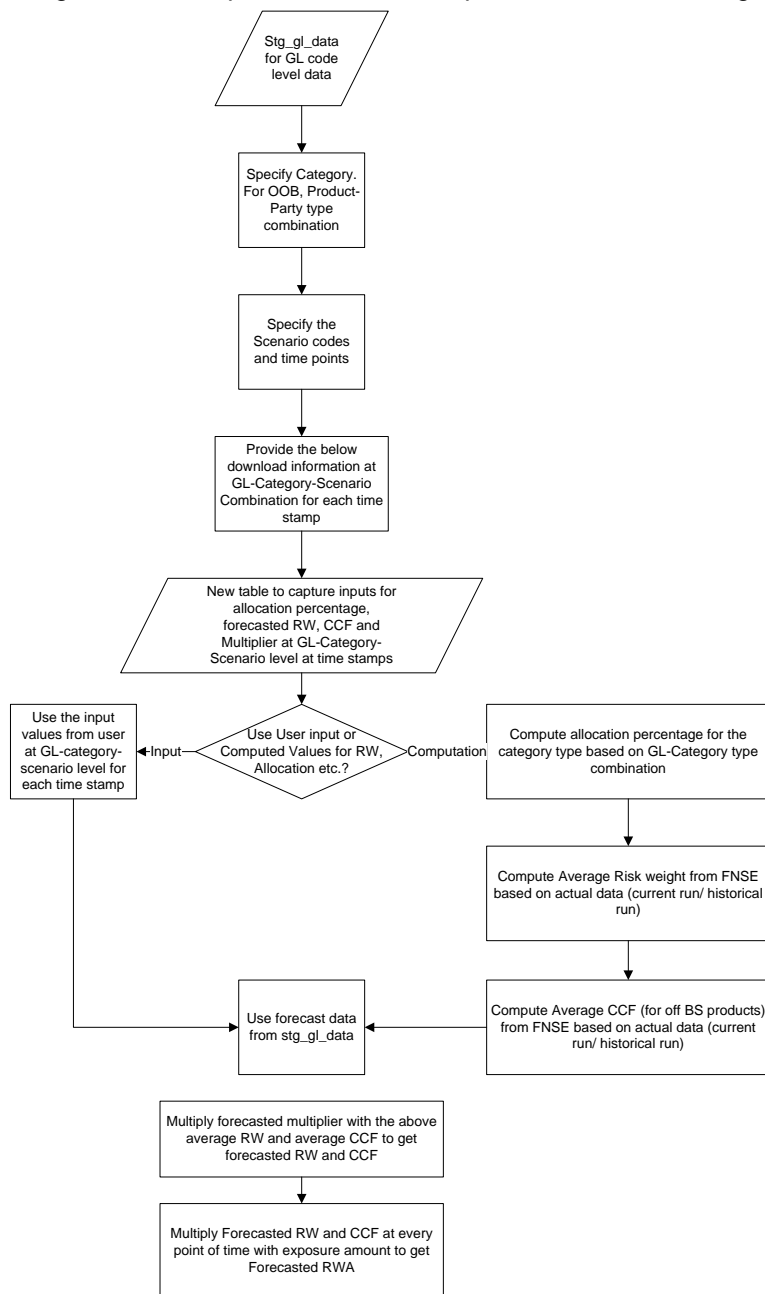 Stg_gl_data
for GL code
level data
Specify Category.
For OOB, Product-
Party type
combination
Specify the
Scenario codes
and time points
Provide the below
download information at
GL-Category-Scenario
Combination for each time
stamp
New table to capture inputs for
allocation percentage,
forecasted RW, CCF and
Multiplier at GL-Category-
Scenario level at time stamps
Use the input
values from user
at GL-category-
scenario level for
each time stamp
Input
Use User input or
Computed Values for RW,
Allocation etc.?
Computation
Compute allocation percentage for the
category type based on GL-Category type
combination
Compute Average Risk weight from FNSE
based on actual data (current run/ historical
run)
Use forecast data
from stg_gl_data
Compute Average CCF (for off BS products)
from FNSE based on actual data (current
run/ historical run)
Multiply forecasted multiplier with the above
average RW and average CCF to get
forecasted RW and CCF
Multiply Forecasted RW and CCF at every
point of time with exposure amount to get
Forecasted RWA